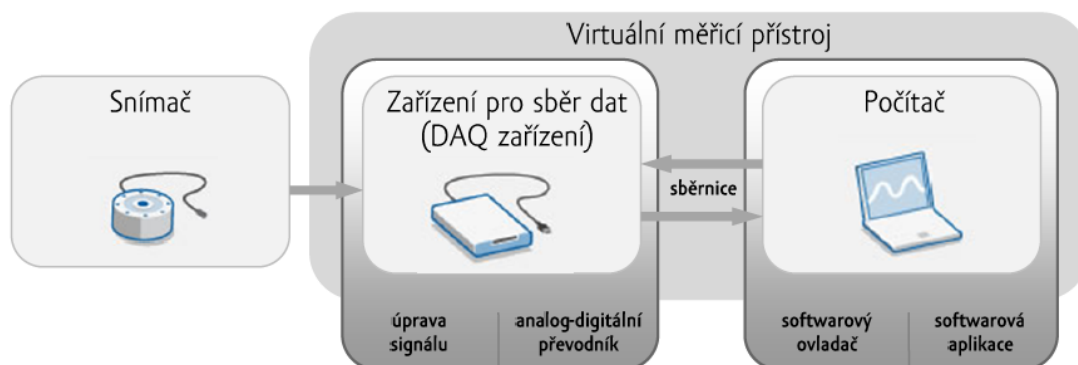 Virtuální měřicí přístroj
Snímač
Zařízení pro sběr dat
(DAQ zařízení)
sběrnice
Počítač
úprava
signálu
analog-digitální
převodník
softwarový
ovladač
softwarová
aplikace